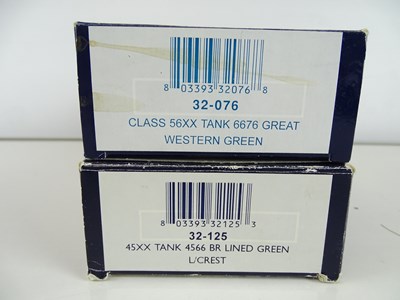 8 03393 32076 8
32-076
CLASS 56XX TANK 6676 GREAT
WESTERN GREEN
8 03393 32125 3
32-125
45XX TANK 4566 BR LINED GREEN
L/CREST